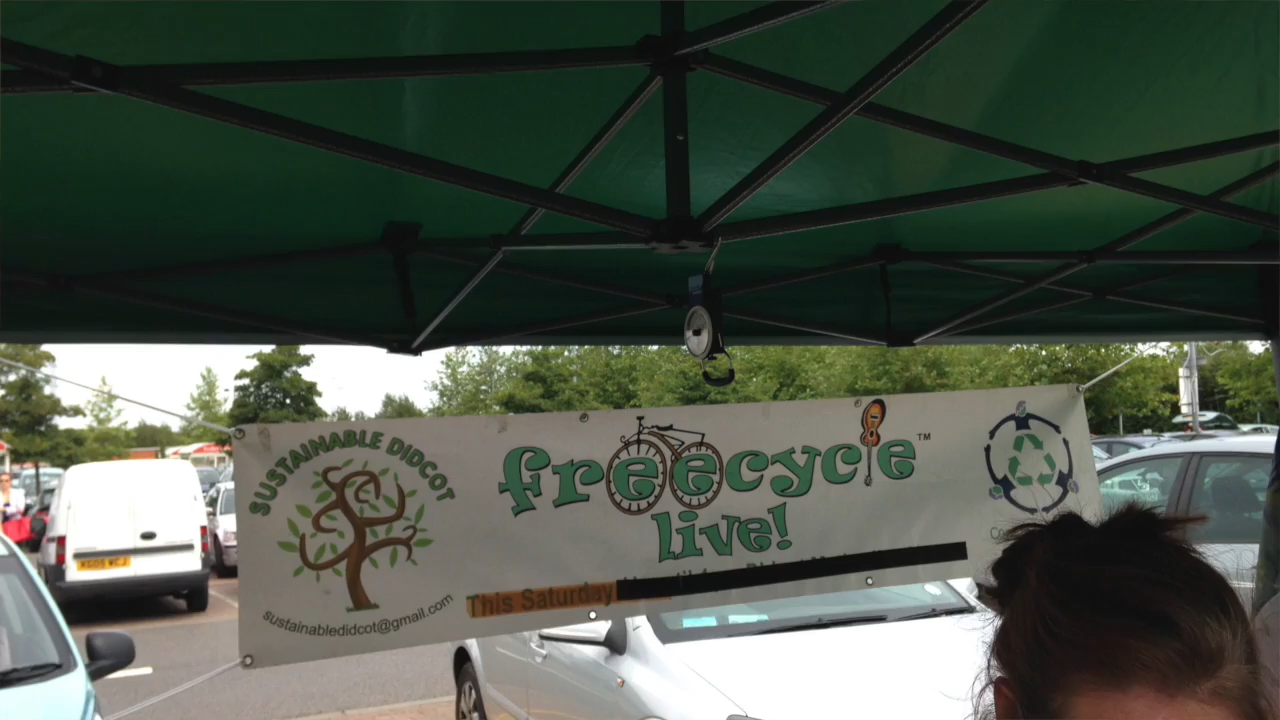 SUSTAINABLE DIDCOT
sustainabledidcot@gmail.com
freecycle™
live!
This Saturday